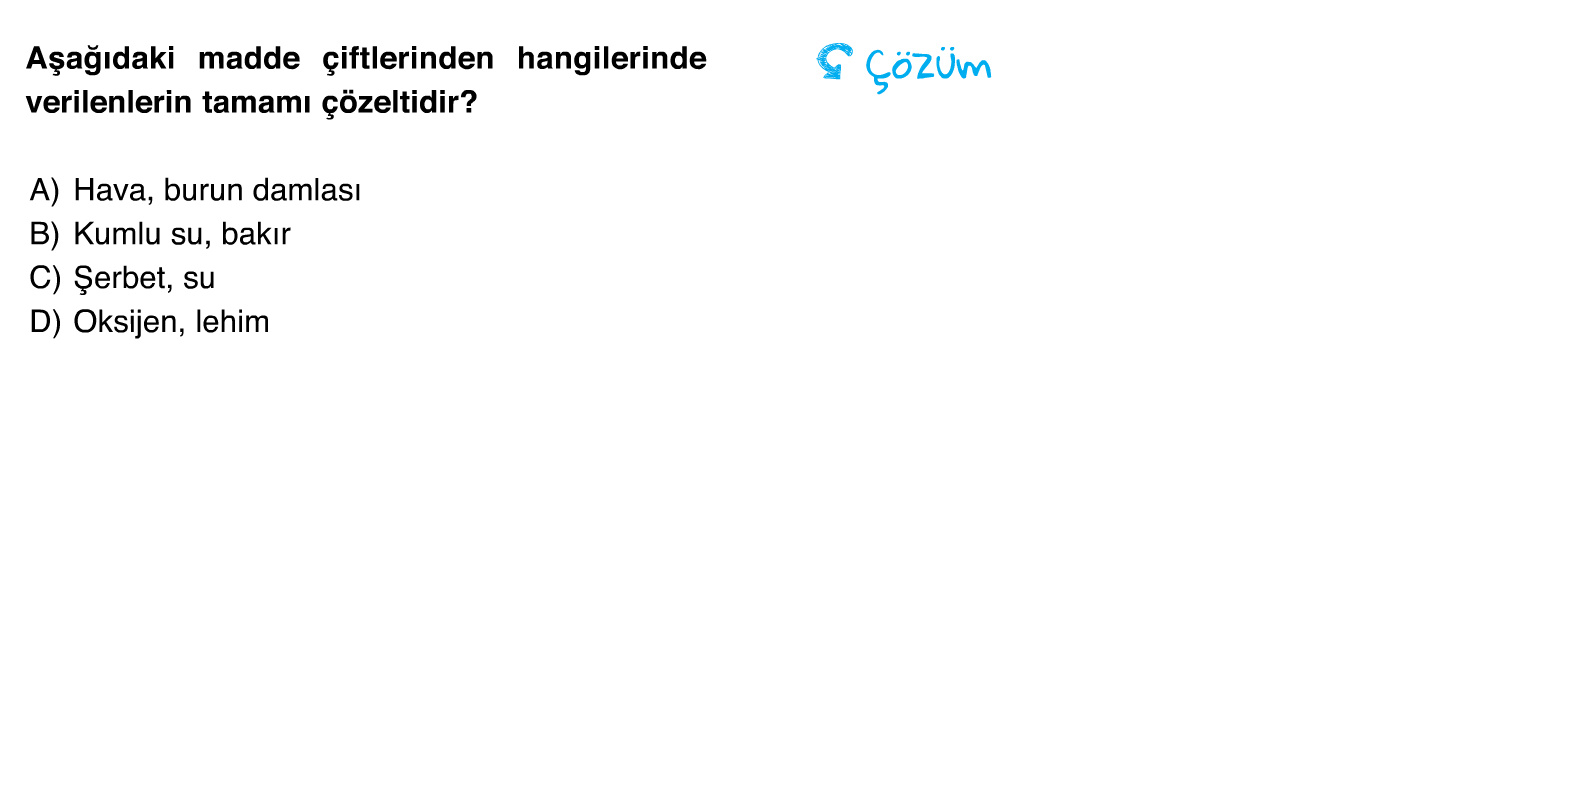 Aşağıdaki madde çiftlerinden hangilerinde
verilenlerin tamamı çözeltidir?
A) Hava, burun damlası
B) Kumlu su, bakır
C) Şerbet, su
D) Oksijen, lehim
Çözüm